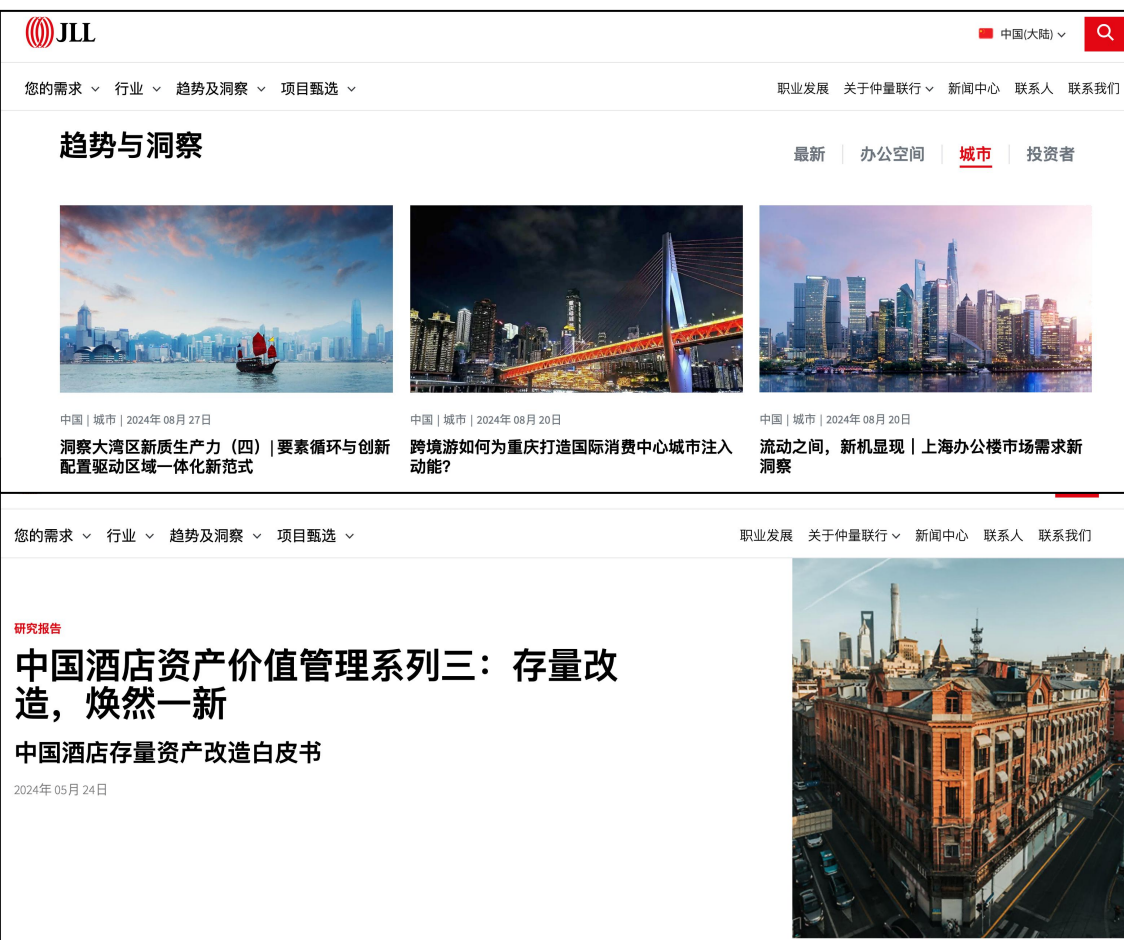 JLL
中国(大陆)
您的需求 行业 趋势及洞察 项目甄选 职业发展 关于仲量联行 新闻中心 联系人 联系我们
趋势与洞察
最新 办公空间 城市 投资者
中国 | 城市 | 2024年 08月 27日
洞察大湾区新质生产力（四）| 要素循环与创新
配置驱动区域一体化新范式
中国 | 城市 | 2024年 08月 20日
跨境游如何为重庆打造国际消费中心城市注入
动能?
中国 | 城市 | 2024年 08月 20日
流动之间，新机显现｜上海办公楼市场需求新
洞察
您的需求 行业 趋势及洞察 项目甄选 职业发展 关于仲量联行 新闻中心 联系人 联系我们
研究报告
中国酒店资产价值管理系列三：存量改
造，焕然一新
中国酒店存量资产改造白皮书
2024年 05月 24日